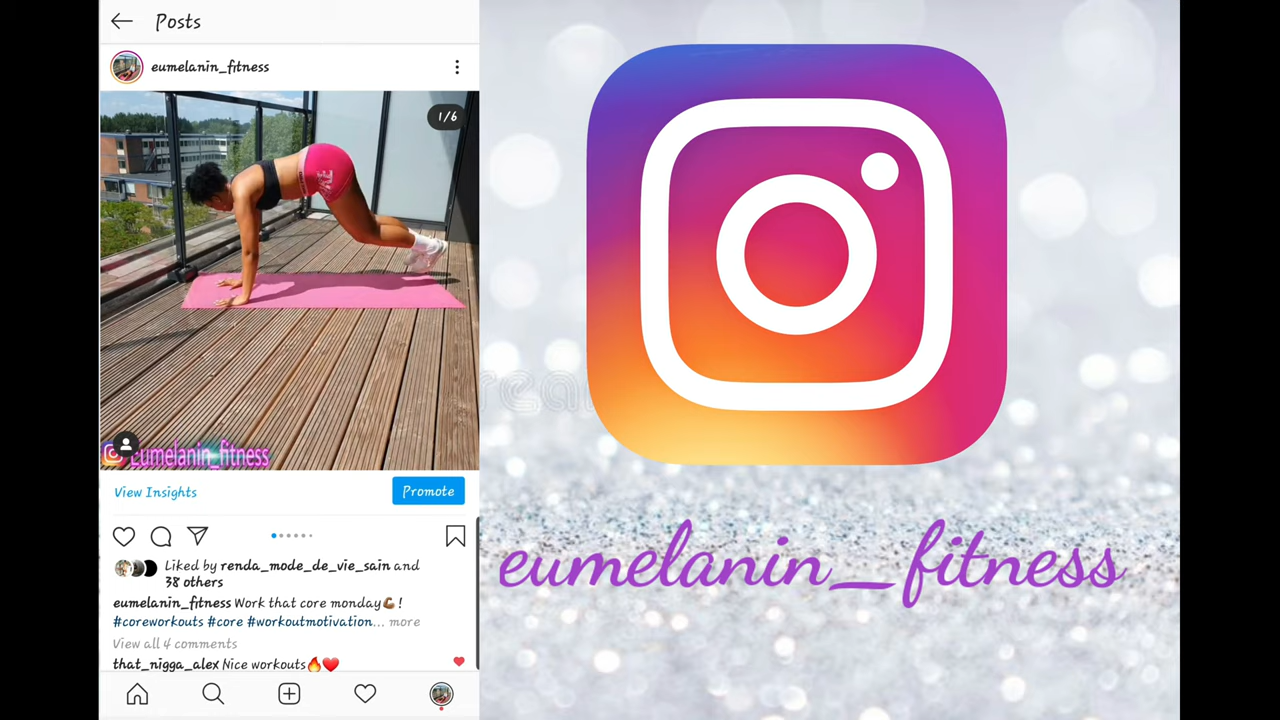 Posts
eumelanin_fitness
1/6
Eumelanin_fitness
View Insights
Promote
Liked by renda_mode_de_vie_sain and
38 others
eumelanin_fitness Work that core monday💪🏾!
#coreworkouts #core #workoutmotivation... more
View all 4 comments
that_nigga_alex Nice workouts🔥❤️
eumelanin_fitness